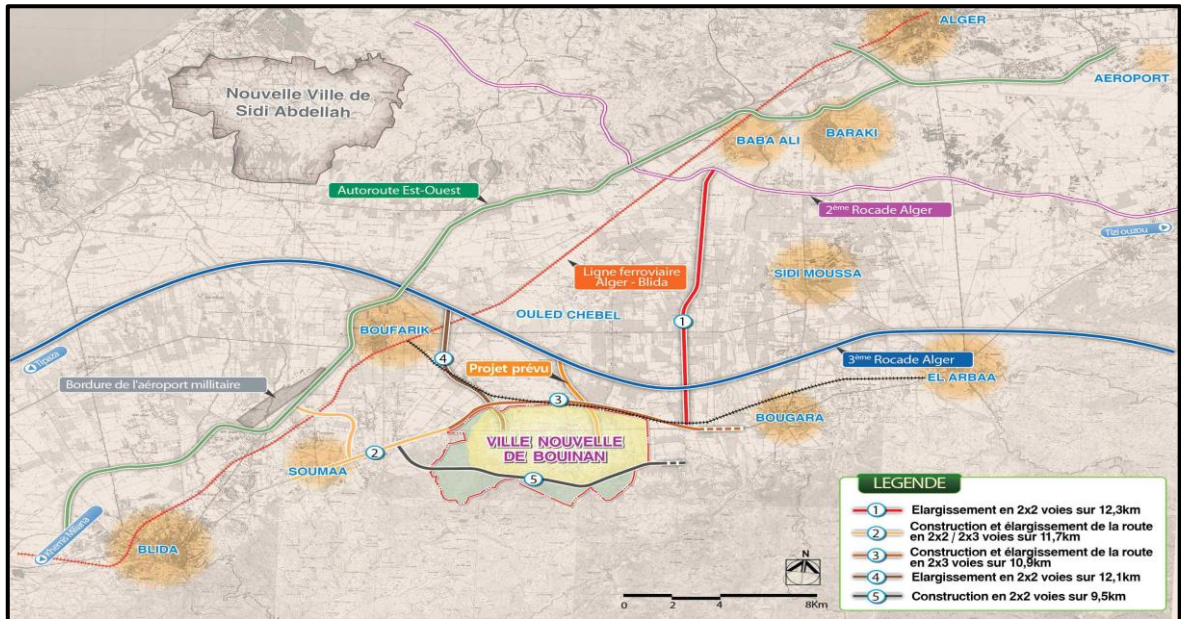 ALGER
AEROPORT
Nouvelle Ville de
Sidi Abdellah
BABA ALI
BARAKI
Autoroute Est-Ouest
2ème Rocade Alger
Tizi ouzou
Ligne ferroviaire
Alger - Blida
SIDI MOUSSA
OULED CHEBEL
1
BOUFARIK
Tipaza
4
3ème Rocade Alger
Projet prévu
EL ARBAA
Bordure de l'aéroport millitaire
3
BOUGARA
VILLE NOUVELLE
DE BOUINAN
2
SOUMAA
5
Khemis Miliana
BLIDA
N
0 2 4 8Km
LEGENDE
1 Elargissement en 2x2 voies sur 12,3km
2 Construction et élargissement de la route
en 2x2 / 2x3 voies sur 11,7km
3 Construction et élargissement de la route
en 2x3 voies sur 10,9km
4 Elargissement en 2x2 voies sur 12,1km
5 Construction en 2x2 voies sur 9,5km